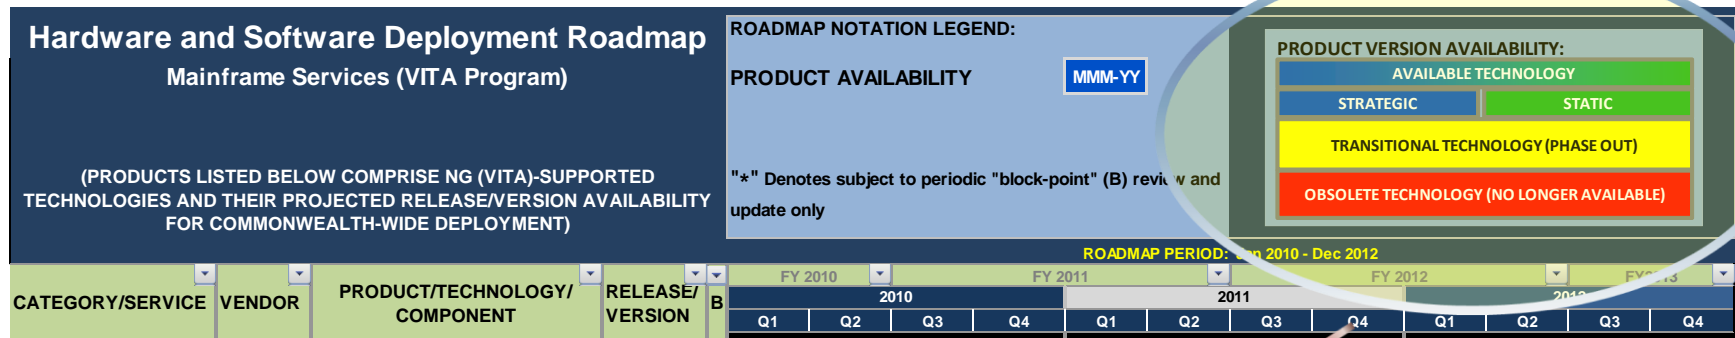 Hardware and Software Deployment Roadmap
Mainframe Services (VITA Program)
(PRODUCTS LISTED BELOW COMPRISE NG (VITA)-SUPPORTED
TECHNOLOGIES AND THEIR PROJECTED RELEASE/VERSION AVAILABILITY
FOR COMMONWEALTH-WIDE DEPLOYMENT)
ROADMAP NOTATION LEGEND:
PRODUCT AVAILABILITY MMM-YY
"*" Denotes subject to periodic "block-point" (B) review and
update only
PRODUCT VERSION AVAILABILITY:
AVAILABLE TECHNOLOGY
STRATEGIC STATIC
TRANSITIONAL TECHNOLOGY (PHASE OUT)
OBSOLETE TECHNOLOGY (NO LONGER AVAILABLE)
ROADMAP PERIOD: Jan 2010 - Dec 2012
CATEGORY/SERVICE
VENDOR
PRODUCT/TECHNOLOGY/
COMPONENT
RELEASE/
VERSION
B
FY 2010 FY 2011 FY 2012 FY2013
2010 2011 2012
Q1 Q2 Q3 Q4 Q1 Q2 Q3 Q4 Q1 Q2 Q3 Q4